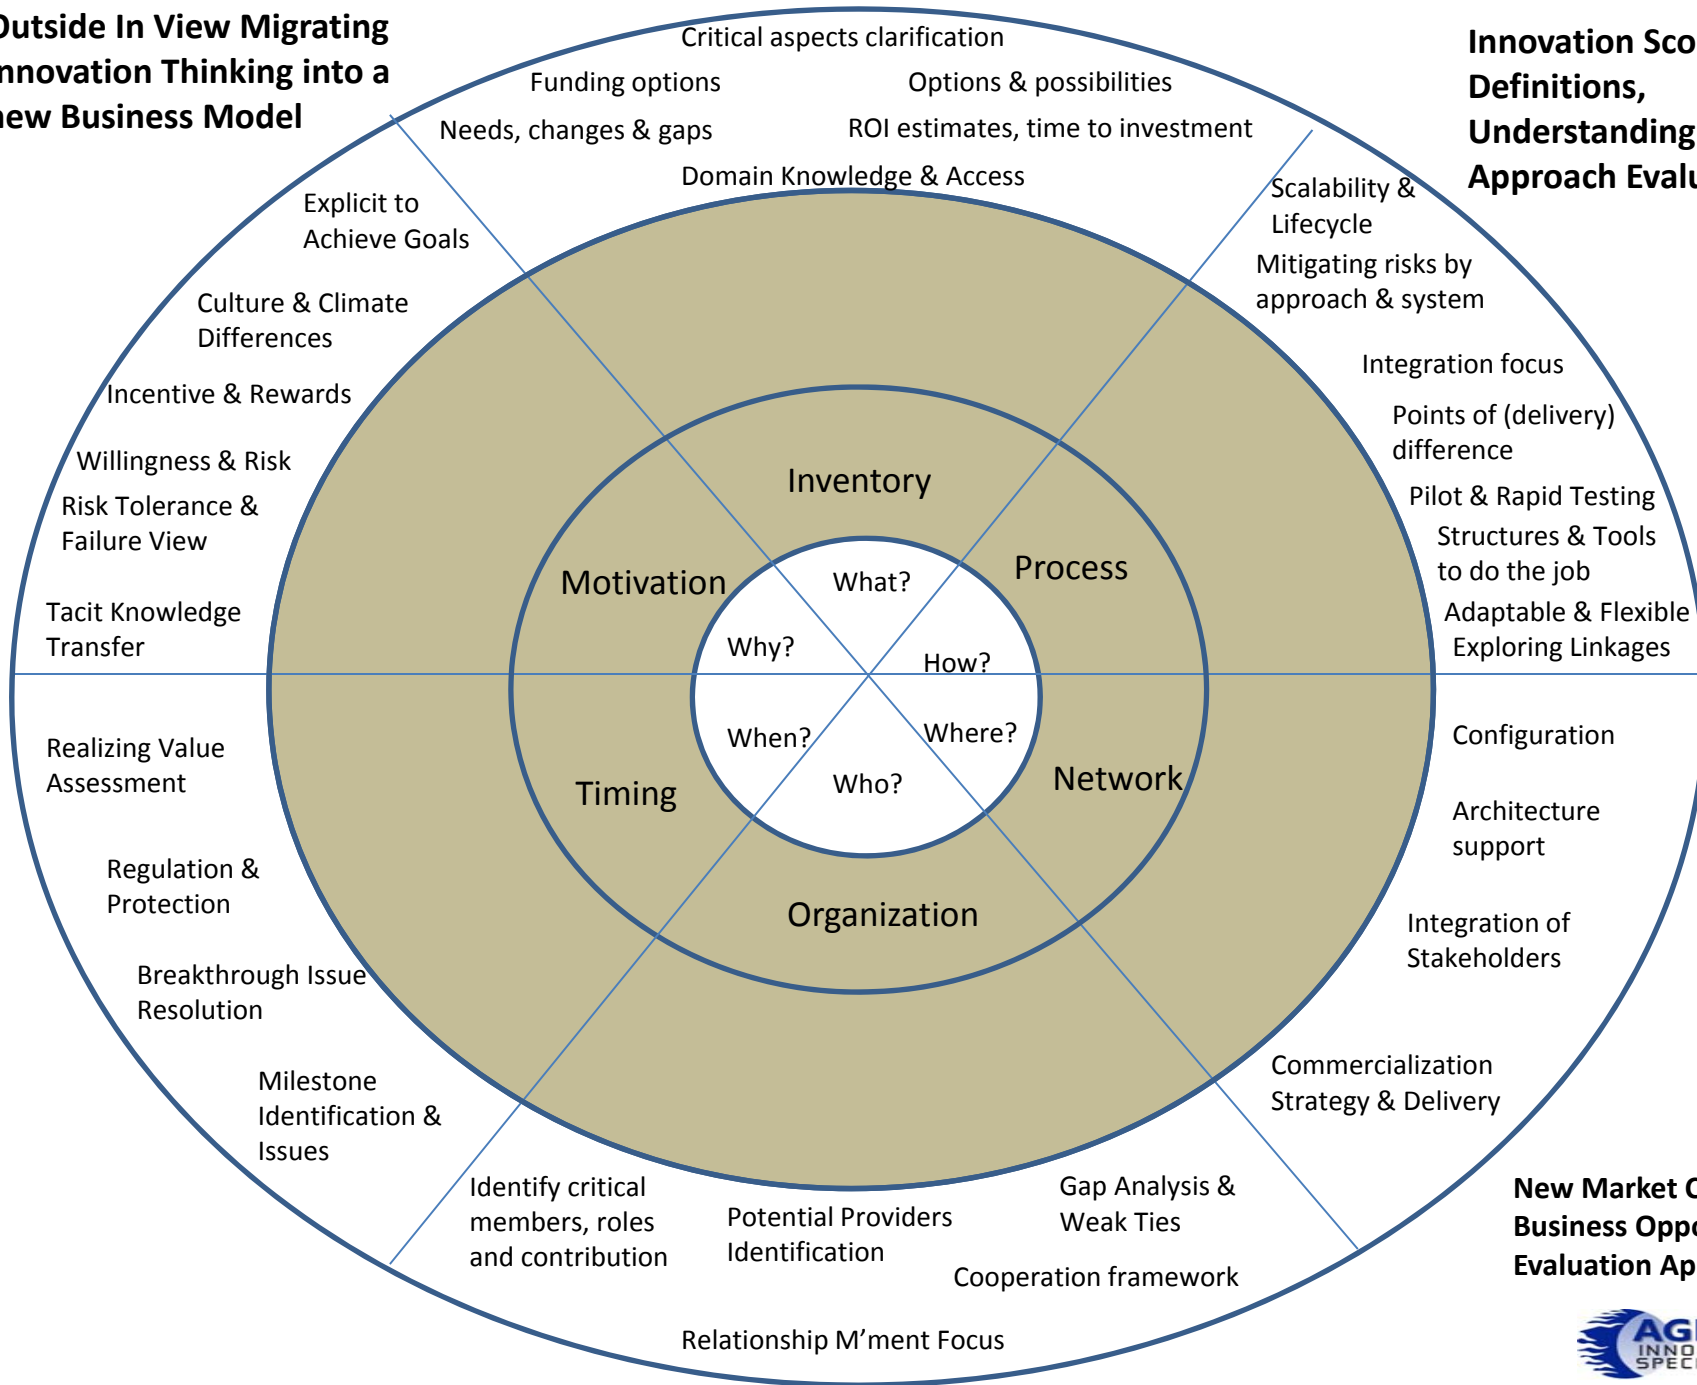 Outside In View Migrating
Innovation Thinking into a
new Business Model
Innovation Sco
Definitions,
Understanding
Approach Evalu
Critical aspects clarification
Funding options
Options & possibilities
Needs, changes & gaps
ROI estimates, time to investment
Domain Knowledge & Access
Explicit to
Achieve Goals
Culture & Climate
Differences
Incentive & Rewards
Willingness & Risk
Risk Tolerance &
Failure View
Tacit Knowledge
Transfer
Scalability &
Lifecycle
Mitigating risks by
approach & system
Integration focus
Points of (delivery)
difference
Pilot & Rapid Testing
Structures & Tools
to do the job
Adaptable & Flexible
Exploring Linkages
Inventory
Motivation
Process
What?
Why?
How?
When?
Where?
Who?
Timing
Network
Organization
Realizing Value
Assessment
Regulation &
Protection
Breakthrough Issue
Resolution
Milestone
Identification &
Issues
Configuration
Architecture
support
Integration of
Stakeholders
Commercialization
Strategy & Delivery
Identify critical
members, roles
and contribution
Potential Providers
Identification
Gap Analysis &
Weak Ties
Cooperation framework
Relationship M’ment Focus
New Market C
Business Oppo
Evaluation Ap
AG
INNO
SPEC